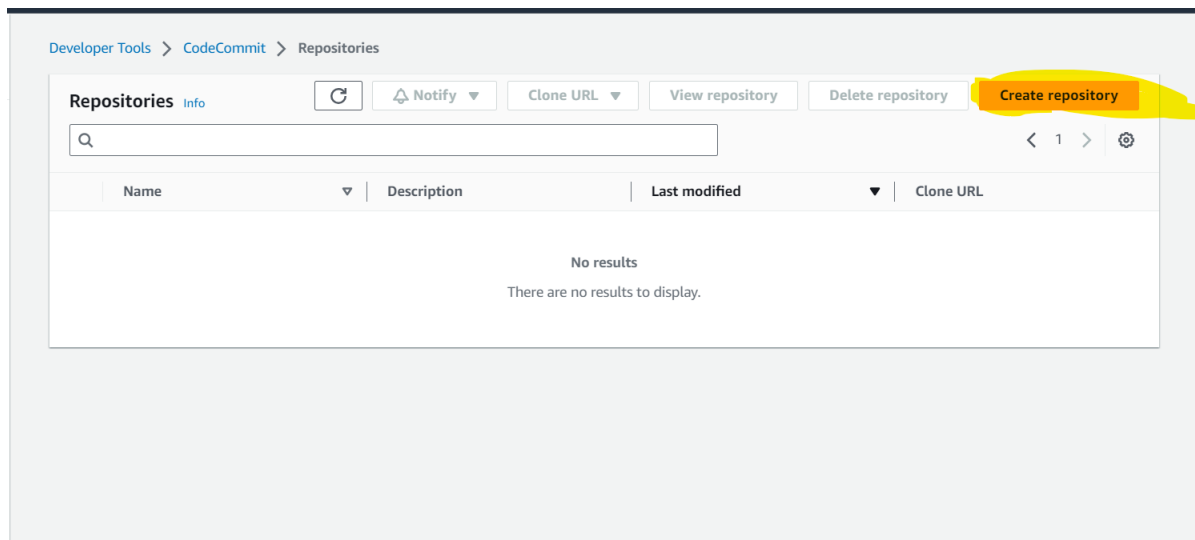 Developer Tools > CodeCommit > Repositories
Repositories Info Notify Clone URL View repository Delete repository Create repository
1
Name Description Last modified Clone URL
No results
There are no results to display.